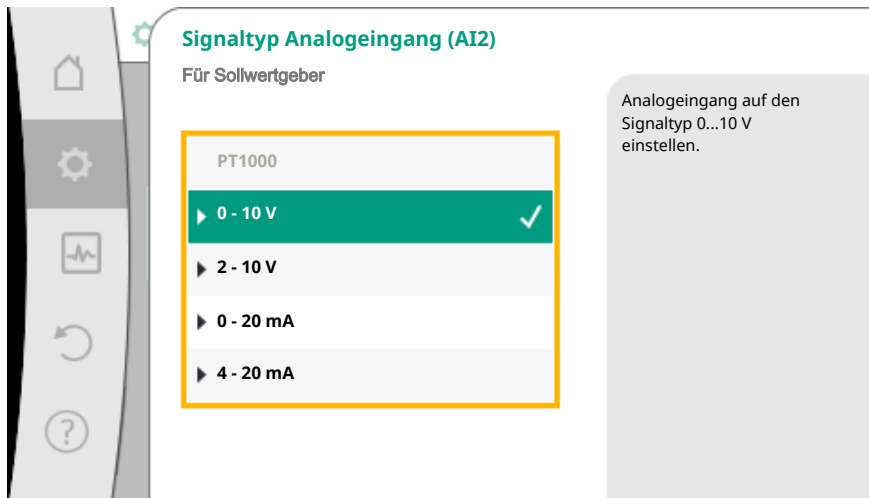 Signaltyp Analogeingang (AI2)
Für Sollwertgeber
PT1000
0 - 10 V
2 - 10 V
0 - 20 mA
4 - 20 mA
Analogeingang auf den
Signaltyp 0...10 V
einstellen.
?